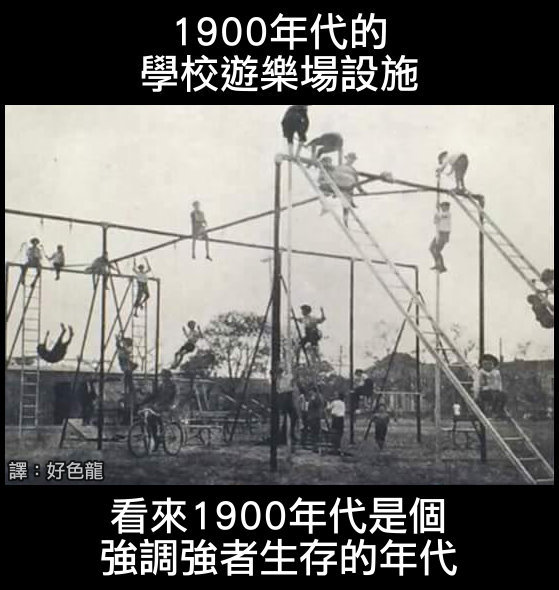 1900年代的
學校遊樂場設施
譯：好色龍
看來1900年代是個
強調強者生存的年代